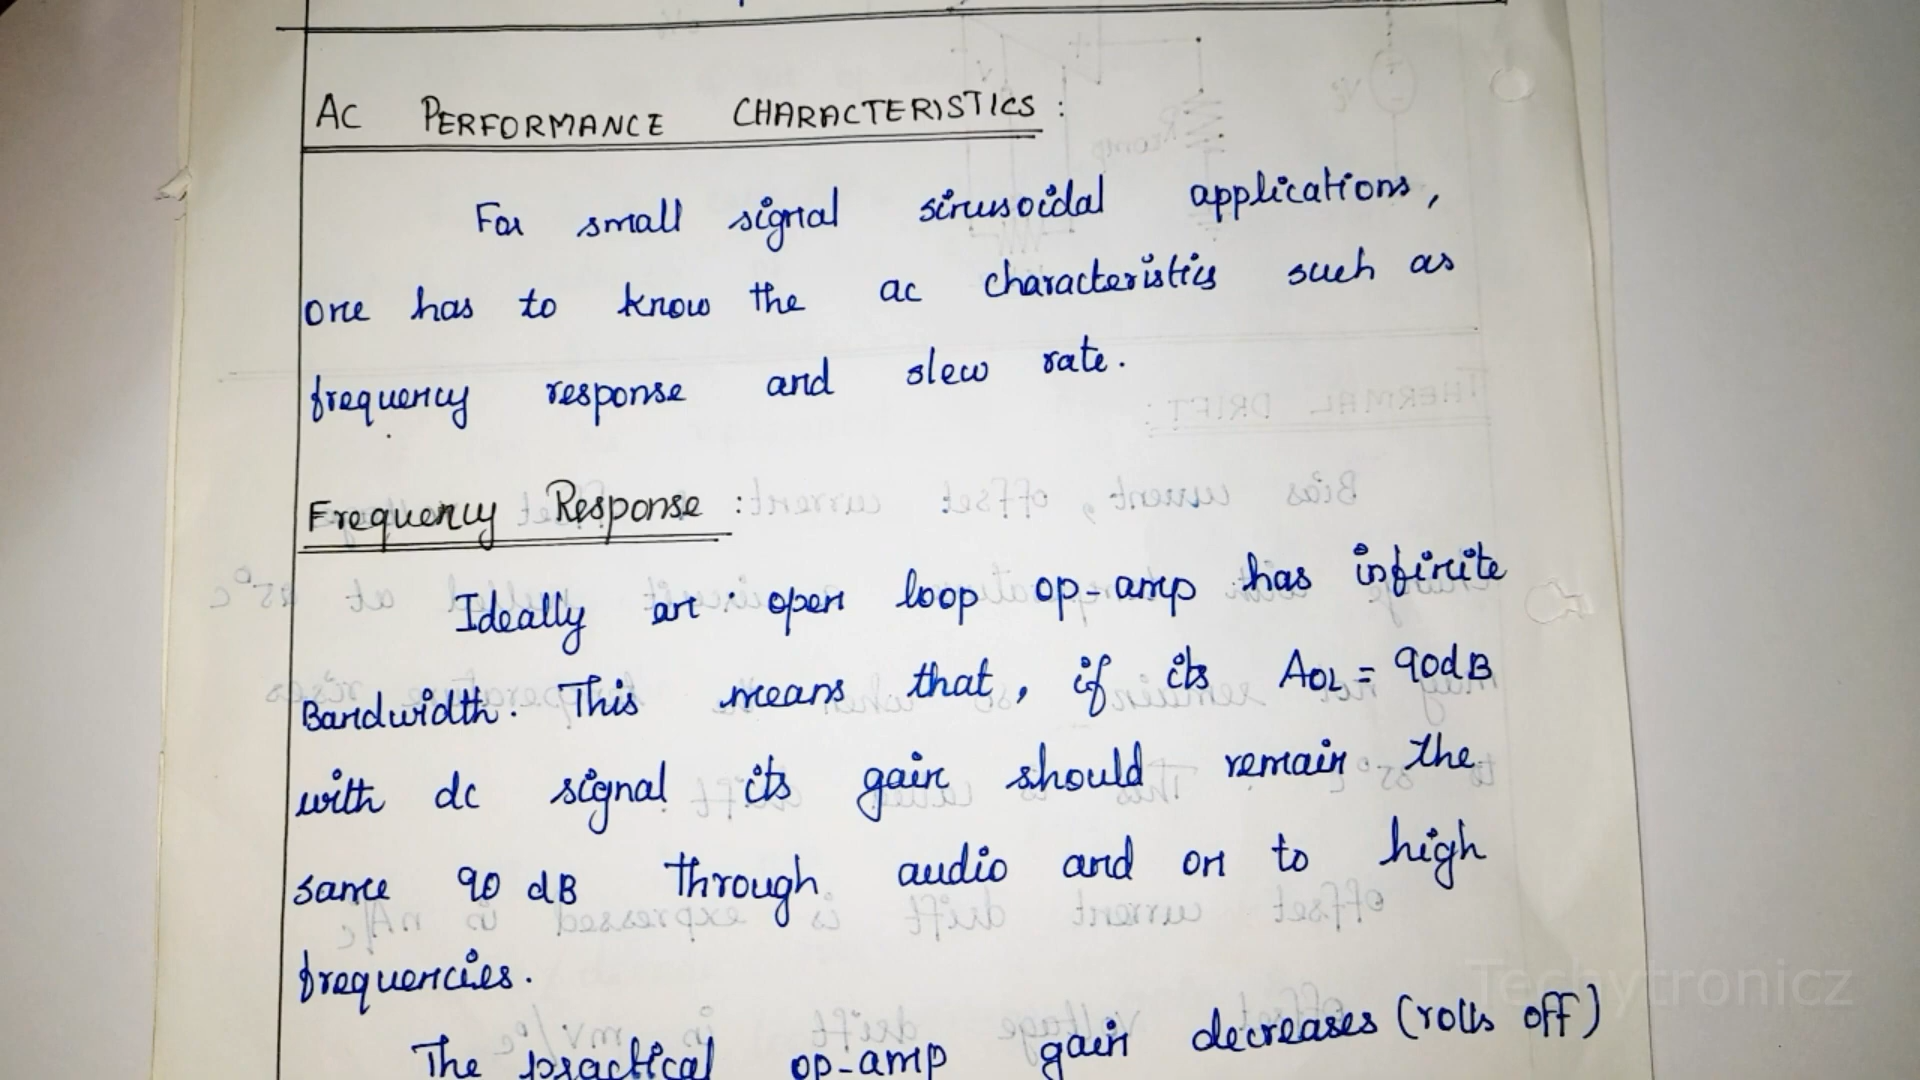 AC PERFORMANCE CHARACTERISTICS :
For small signal sinusoidal applications,
one has to know the ac characteristics such as
frequency response and slew rate.
Frequency Response :
Ideally an open loop op-amp has infinite
Bandwidth. This means that, if its AOL = 90dB
with dc signal its gain should remain the
same 90 dB through audio and on to high
frequencies.
The practical op-amp gain decreases (rolls off)
Techytronicz